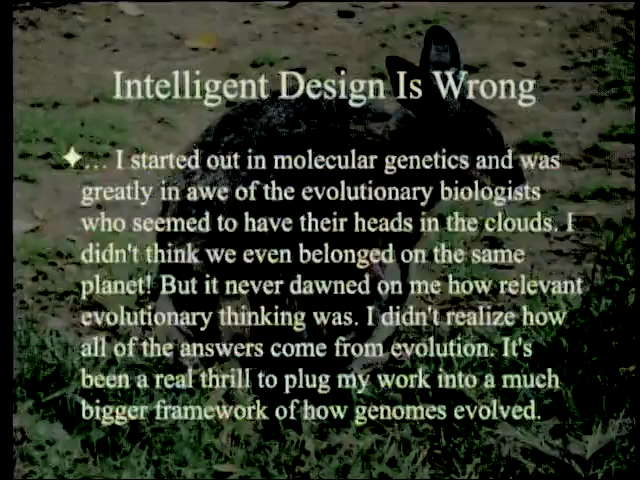 Intelligent Design Is Wrong
✦… I started out in molecular genetics and was
greatly in awe of the evolutionary biologists
who seemed to have their heads in the clouds. I
didn't think we even belonged on the same
planet! But it never dawned on me how relevant
evolutionary thinking was. I didn't realize how
all of the answers come from evolution. It's
been a real thrill to plug my work into a much
bigger framework of how genomes evolved.